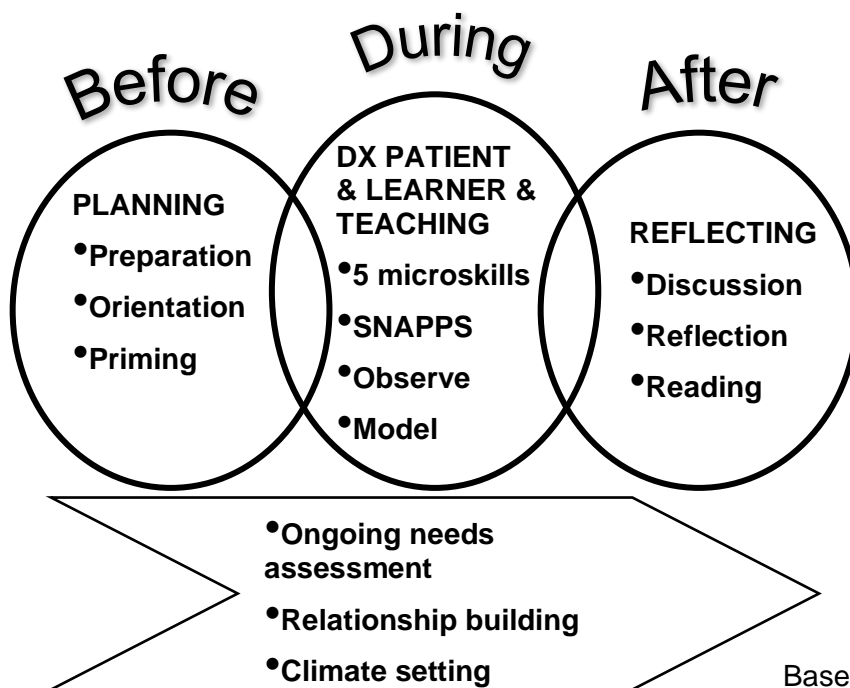 Before
During
After
PLANNING
•Preparation
•Orientation
•Priming
DX PATIENT
& LEARNER &
TEACHING
•5 microskills
•SNAPPS
•Observe
•Model
REFLECTING
•Discussion
•Reflection
•Reading
•Ongoing needs
assessment
•Relationship building
•Climate setting
Base